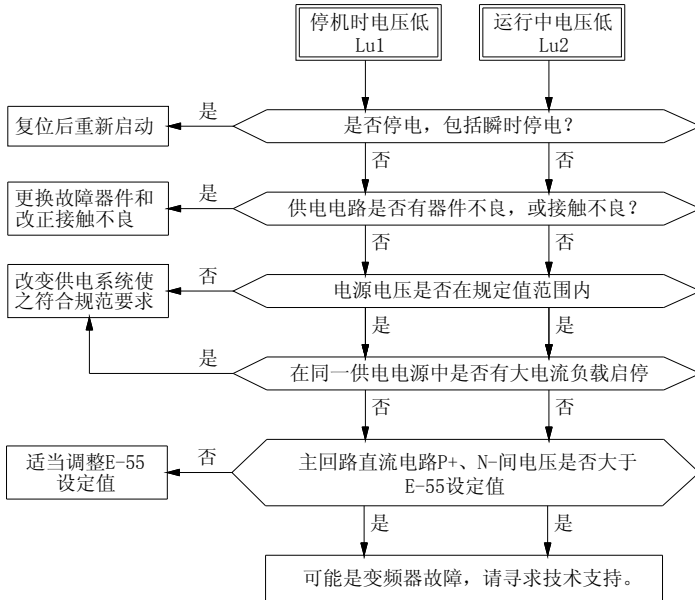 停机时电压低
Lu1
运行中电压低
Lu2
复位后重新启动
是
是否停电，包括瞬时停电？
否
否
更换故障器件和
改正接触不良
是
供电电路是否有器件不良，或接触不良？
否
否
改变供电系统使
之符合规范要求
否
电源电压是否在规定值范围内
是
是
是
在同一供电电源中是否有大电流负载启停
否
否
适当调整E-55
设定值
否
主回路直流电路P+、N-间电压是否大于
E-55设定值
是
是
可能是变频器故障，请寻求技术支持。